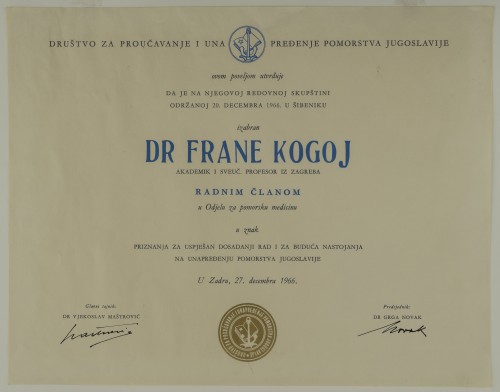 DRUŠTVO ZA PROUČAVANJE I UNA PREĐENJE POMORSTVA JUGOSLAVIJE
ovom poveljom utvrđuje
DA JE NA NJEGOVOJ REDOVNOJ SKUPŠTINI
ODRŽANOJ 20. DECEMBRA 1966. U ŠIBENIKU
izabran
DR FRANE KOGOJ
AKADEMIK I SVEUČ. PROFESOR IZ ZAGREBA
RADNIM ČLANOM
u Odjelu za pomorsku medicinu
u znak
PRIZNANJA ZA USPJEŠAN DOSADANJI RAD I ZA BUDUĆA NASTOJANJA
NA UNAPREĐENJU POMORSTVA JUGOSLAVIJE
U Zadru, 27. decembra 1966.
Glavni tajnik:
DR VJEKOSLAV MAŠTROVIĆ
Predsjednik:
DR GRGA NOVAK
Novak